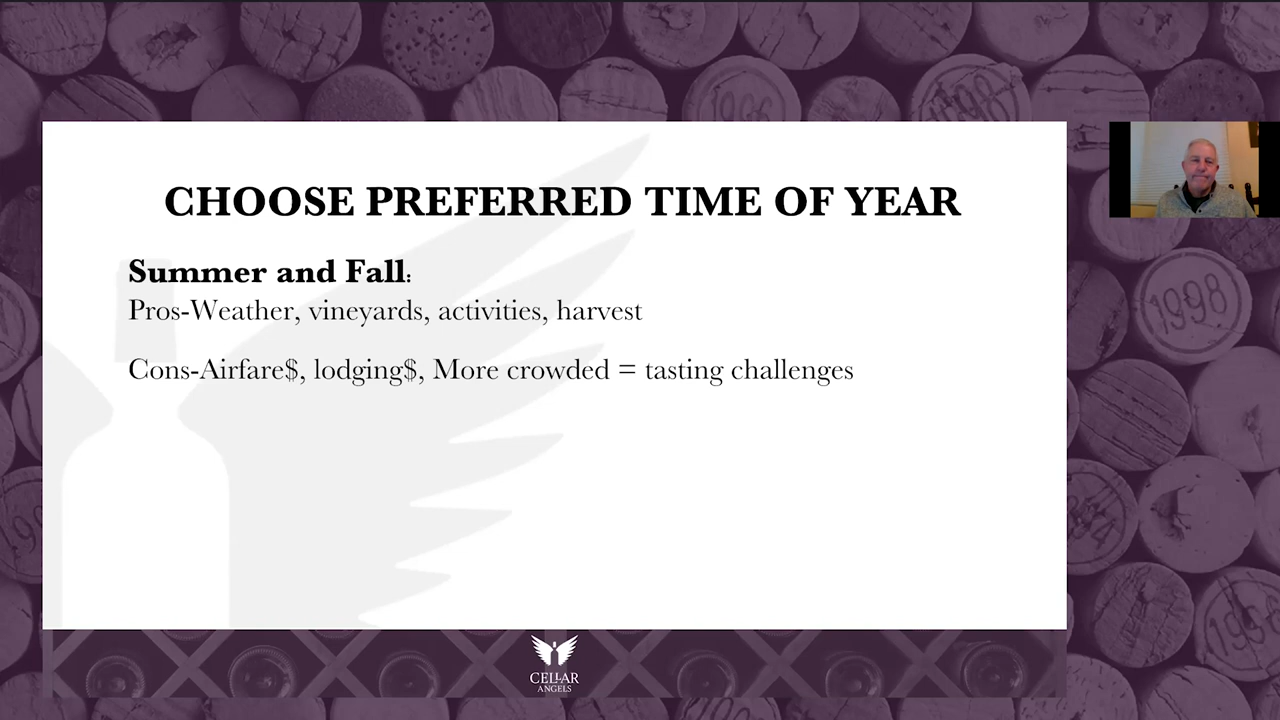 CHOOSE PREFERRED TIME OF YEAR
Summer and Fall:
Pros-Weather, vineyards, activities, harvest
Cons-Airfare$, lodging$, More crowded = tasting challenges
1998
CELLAR
ANGELS